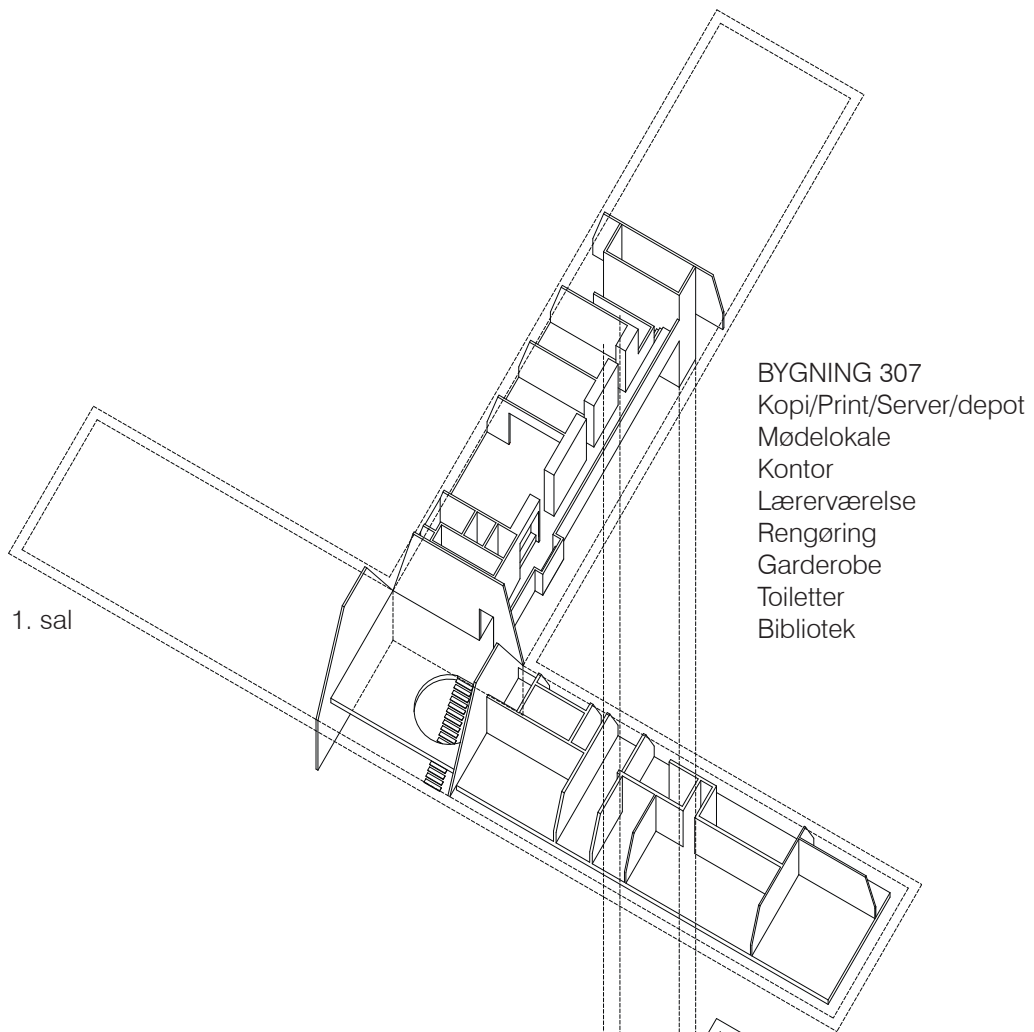 BYGNING 307
Kopi/Print/Server/depot
Mødelokale
Kontor
Lærerværelse
Rengøring
Garderobe
Toiletter
Bibliotek
1. sal